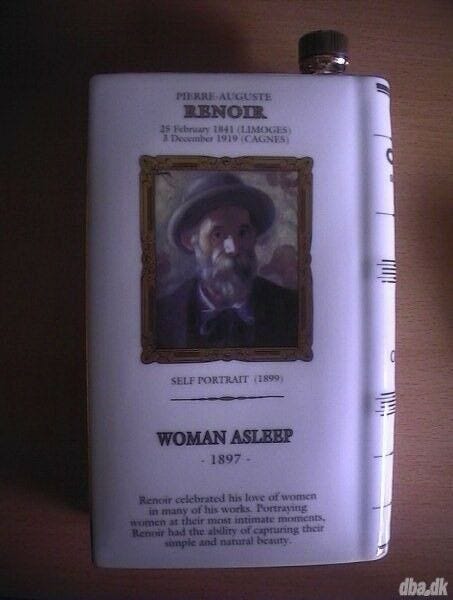 PIERRE-AUGUSTE
RENOIR
25 February 1841 (LIMOGES)
3 December 1919 (CAGNES)
SELF PORTRAIT (1899)
WOMAN ASLEEP
- 1897 -
Renoir celebrated his love of women
in many of his works. Portraying
women at their most intimate moments,
Renoir had the ability of capturing their
simple and natural beauty.
dba.dk